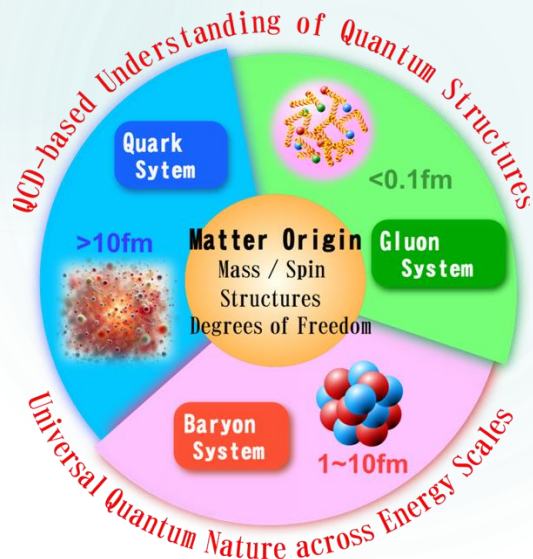 QCD-based Understanding of Quantum Structures
Quark
Sytem
<0.1fm
>10fm
Matter Origin
Mass / Spin
Structures
Degrees of Freedom
Gluon
System
Baryon
System
1~10fm
Universal Quantum Nature across Energy Scales